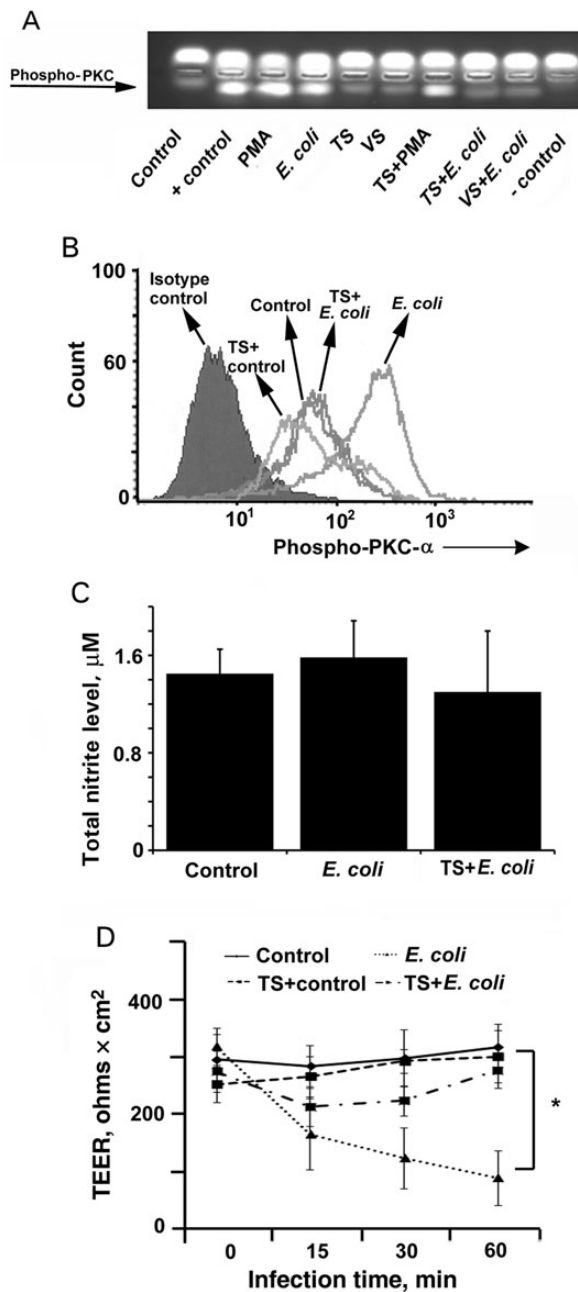 A
Phospho-PKC
Control
+ control
PMA
E. coli
TS
VS
TS+PMA
TS+E. coli
VS+E. coli
- control
B
100
60
0
Count
Isotype
control
TS+
control
Control
TS+
E. coli
E. coli
10¹
10²
10³
Phospho-PKC-α
C
Total nitrite level, μM
1.6
0.8
0
Control
E. coli
TS+E. coli
D
Control
E. coli
TS+control
TS+E. coli
TEER, ohms × cm²
400
200
0
*
0
15
30
60
Infection time, min